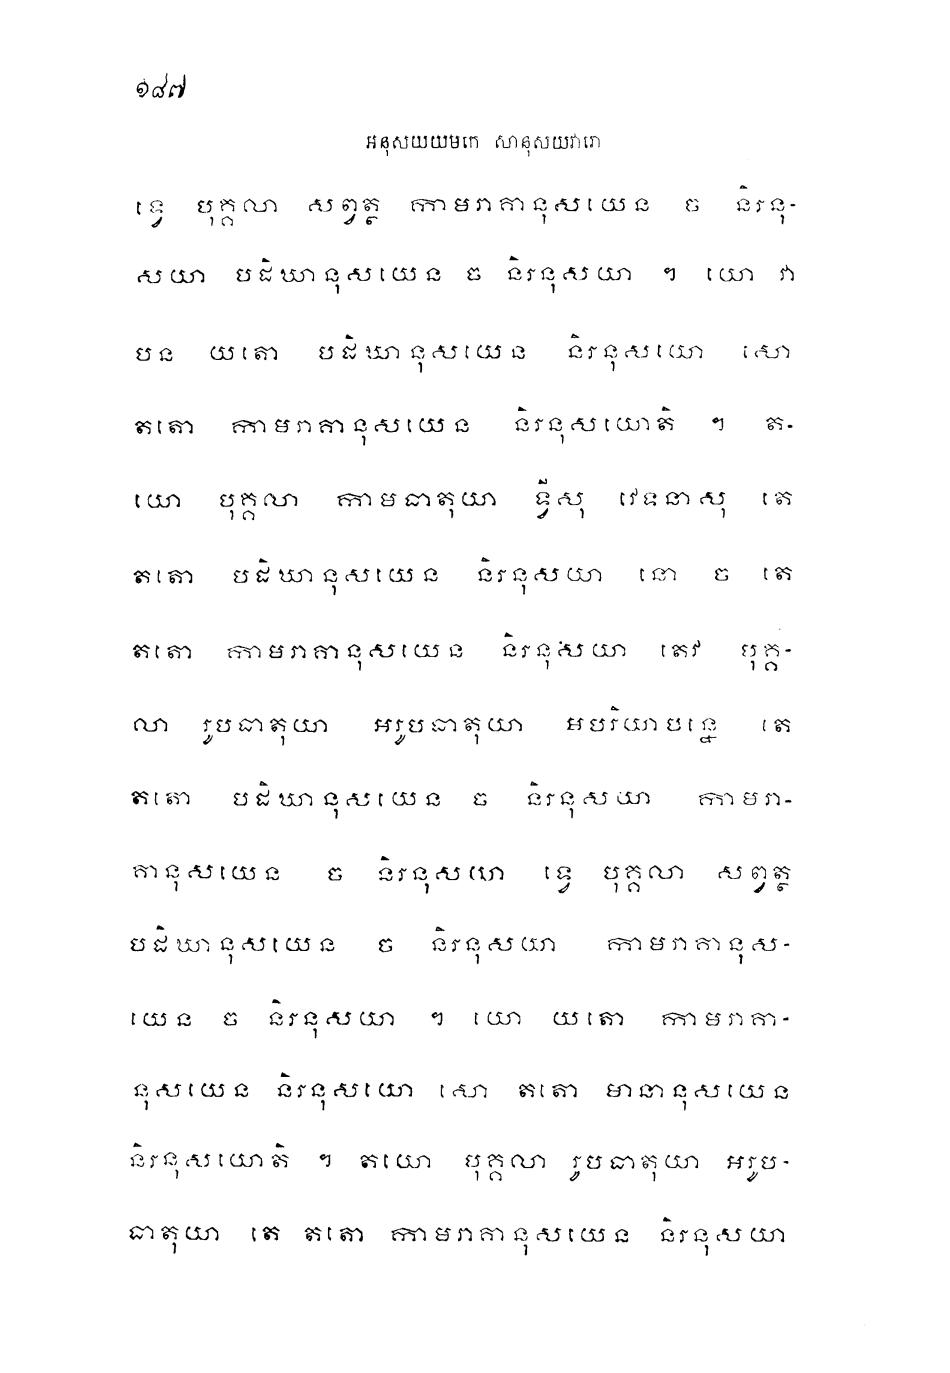 ១៨៧
អនុសយយមកេ សានុសយវារោ
ទ្វេ បុគ្គលា សព្វត្ថ កាមរាគានុសយេន ច និរនុ-
សយា បដិឃានុសយេន ច និរនុសយា ។ យោ វា
បន យតោ បដិឃានុសយេន និរនុសយោ សោ
តតោ កាមរាគានុសយេន និរនុសយោតិ ។ ត-
យោ បុគ្គលា កាមធាតុយា ទ្វីសុ វេទនាសុ តេ
តតោ បដិឃានុសយេន និរនុសយា នោ ច តេ
តតោ កាមរាគានុសយេន និរនុសយា តេវ បុគ្គ-
លា រូបធាតុយា អរូបធាតុយា អបរិយាបន្នេ តេ
តតោ បដិឃានុសយេន ច និរនុសយា កាមរា-
គានុសយេន ច និរនុសយា ទ្វេ បុគ្គលា សព្វត្ថ
បដិឃានុសយេន ច និរនុសយា កាមរាគានុស-
យេន ច និរនុសយា ។ យោ យតោ កាមរាគា-
នុសយេន និរនុសយោ សោ តតោ មានានុសយេន
និរនុសយោតិ ។ តយោ បុគ្គលា រូបធាតុយា អរូប-
ធាតុយា តេ តតោ កាមរាគានុសយេន និរនុសយា